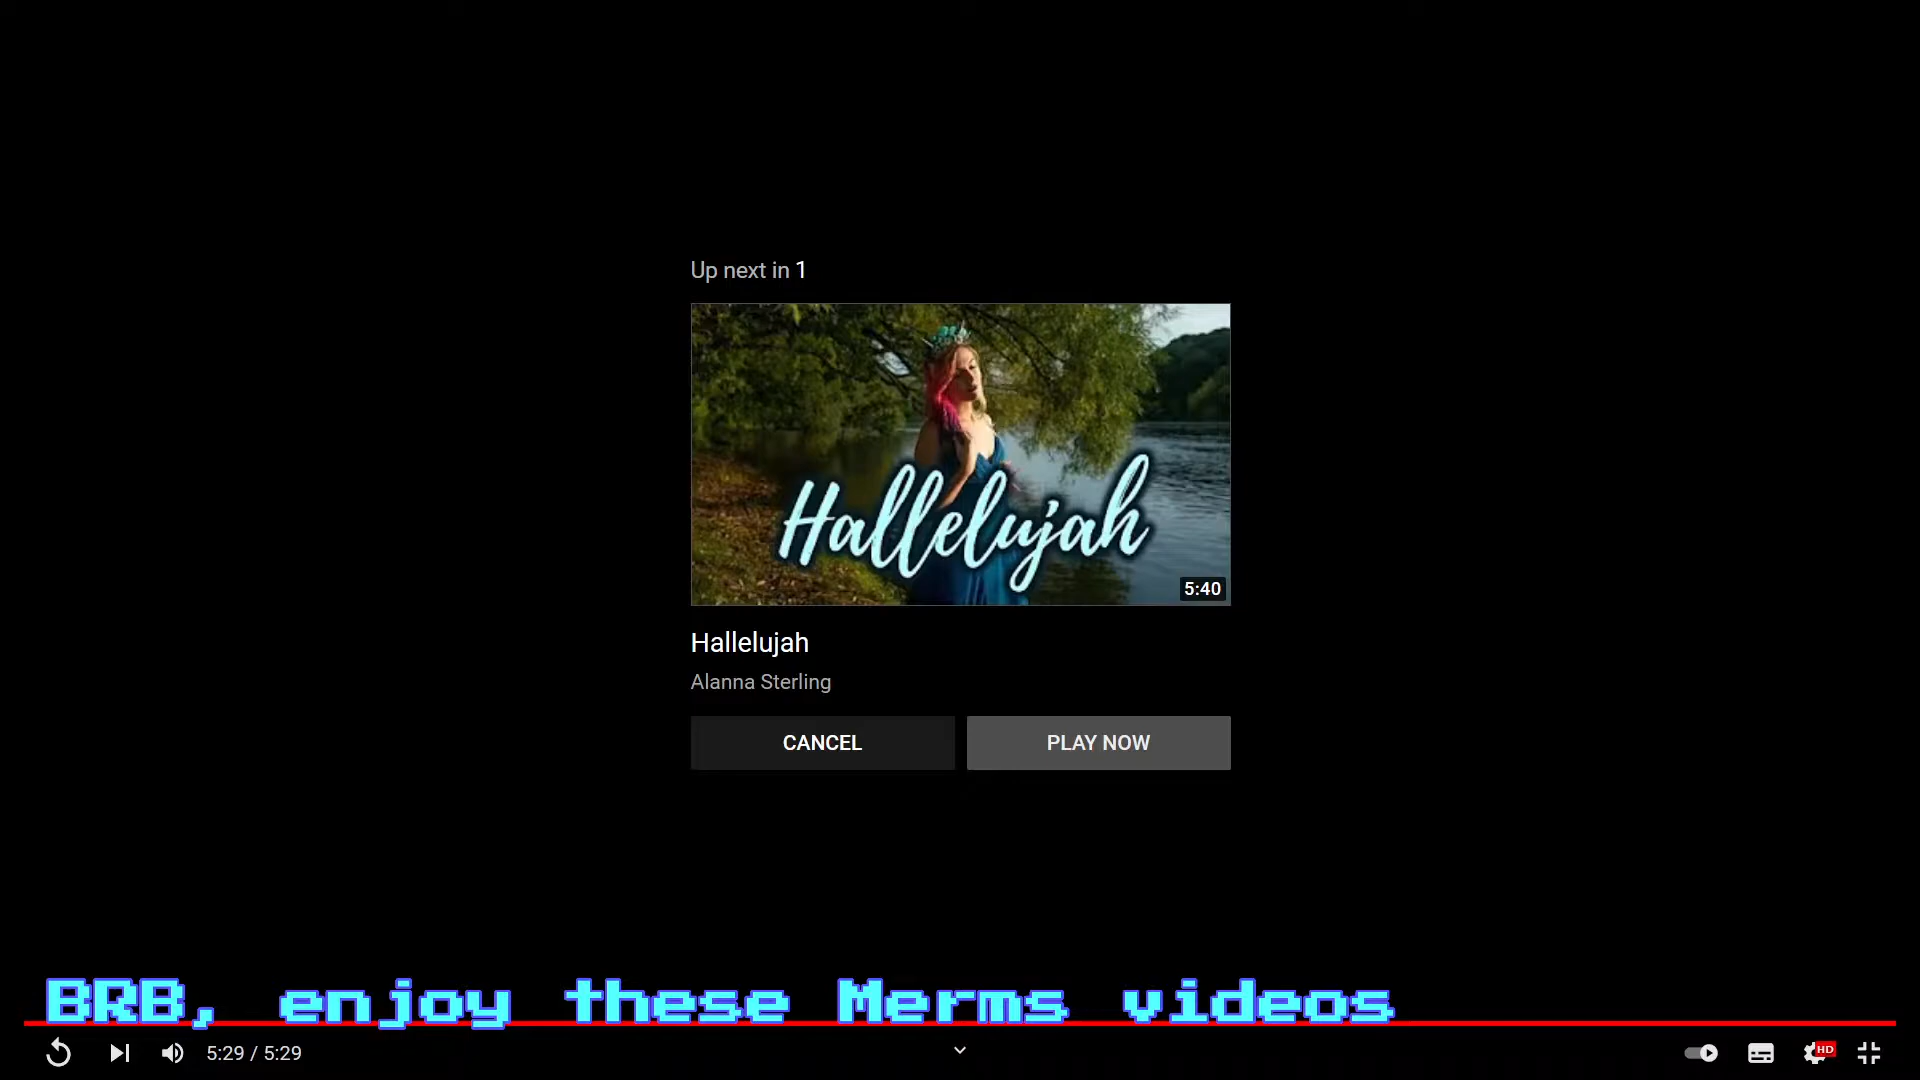 Up next in 1
Hallelujah
5:40
Hallelujah
Alanna Sterling
CANCEL
PLAY NOW
BRB, enjoy these Merms videos
5:29 / 5:29
HD